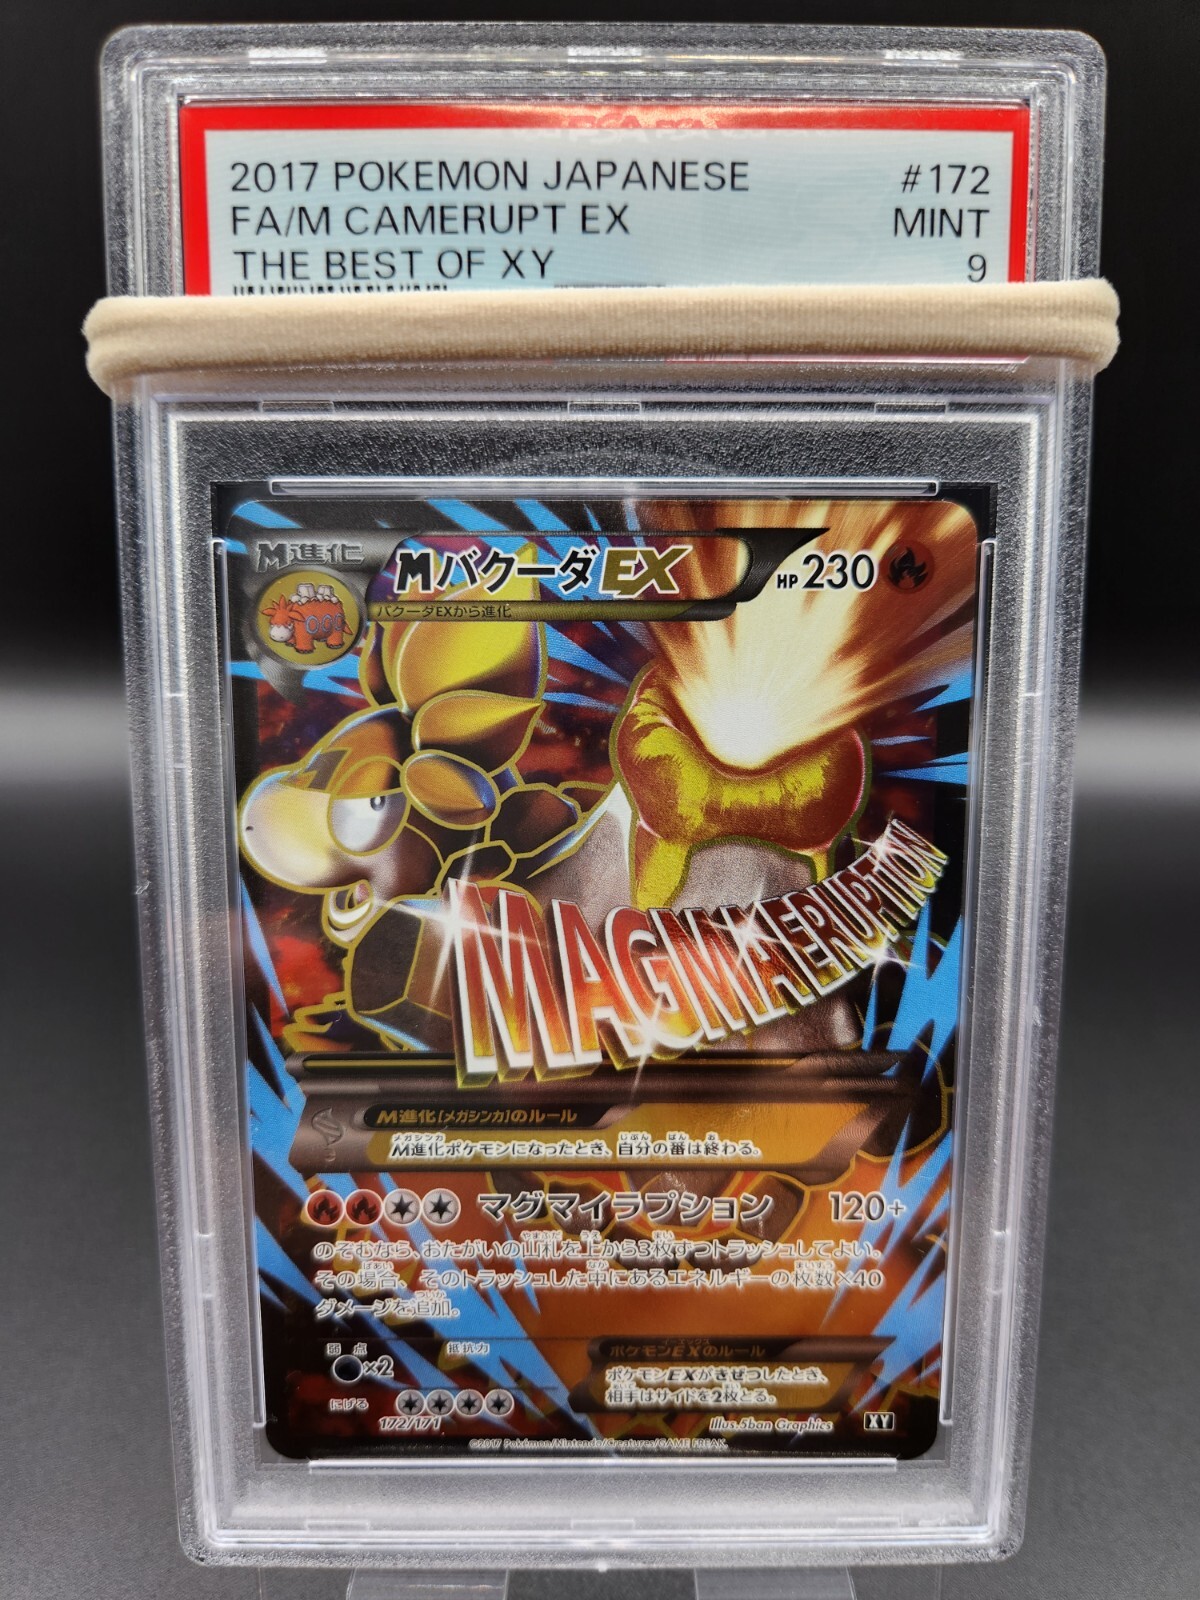 2017 POKEMON JAPANESE #172
FA/M CAMERUPT EX MINT
THE BEST OF XY 9
M進化
MバクーダEX HP230
バクーダEXから進化
MAGMAERUPTION
M進化[メガシンカ]のルール
M進化ポケモンになったとき、自分の番は終わる。
マグマイラプション 120+
のぞむなら、おたがいの山札を上から3枚ずつトラッシュしてよい。
その場合、そのトラッシュした中にあるエネルギーの枚数×40
ダメージを追加。
弱点 抵抗力
×2
にげる
172/171
ポケモンEXのルール
ポケモンEXがきぜつしたとき、
相手はサイドを2枚とる。
Illus.5ban Graphics XY
©2017 Pokémon/Nintendo/Creatures/GAME FREAK.